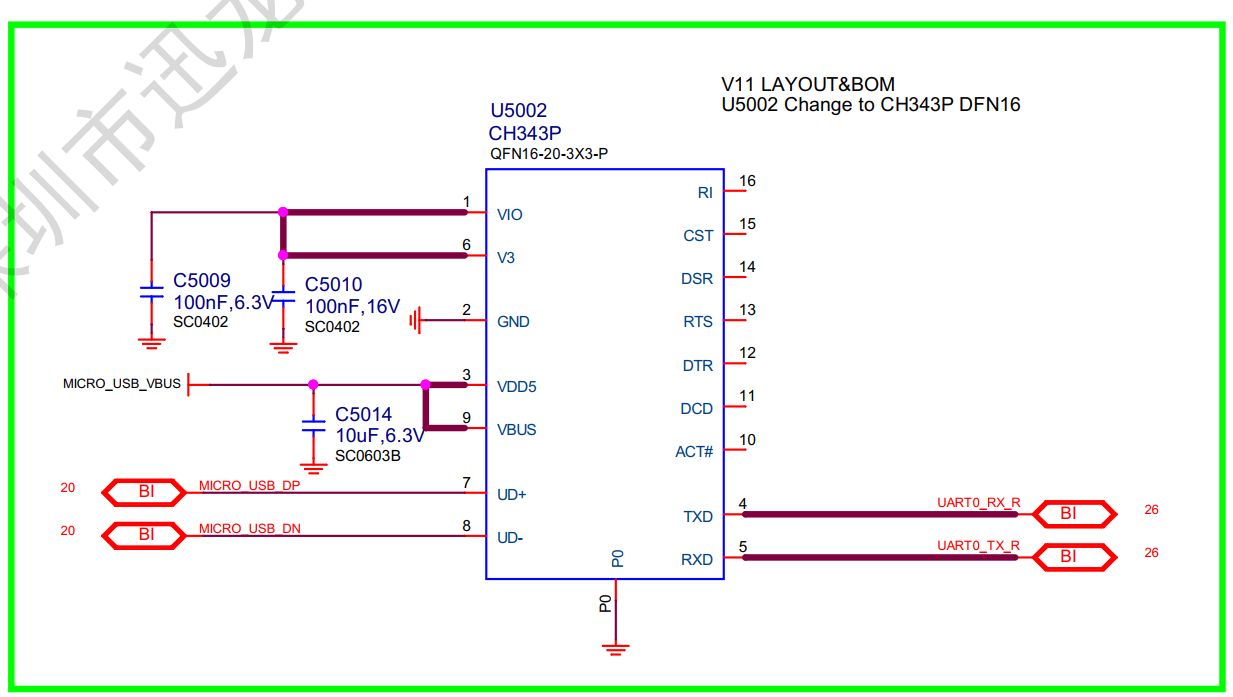 深圳市迅龙
V11 LAYOUT&BOM
U5002 Change to CH343P DFN16
U5002
CH343P
QFN16-20-3X3-P
1
VIO
6
V3
2
GND
3
VDD5
9
VBUS
7
UD+
8
UD-
RI
16
CST
15
DSR
14
RTS
13
DTR
12
DCD
11
ACT#
10
TXD
4
RXD
5
P0
P0
C5009
100nF,6.3V
SC0402
C5010
100nF,16V
SC0402
MICRO_USB_VBUS
C5014
10uF,6.3V
SC0603B
20
BI
MICRO_USB_DP
20
BI
MICRO_USB_DN
UART0_RX_R
BI
26
UART0_TX_R
BI
26